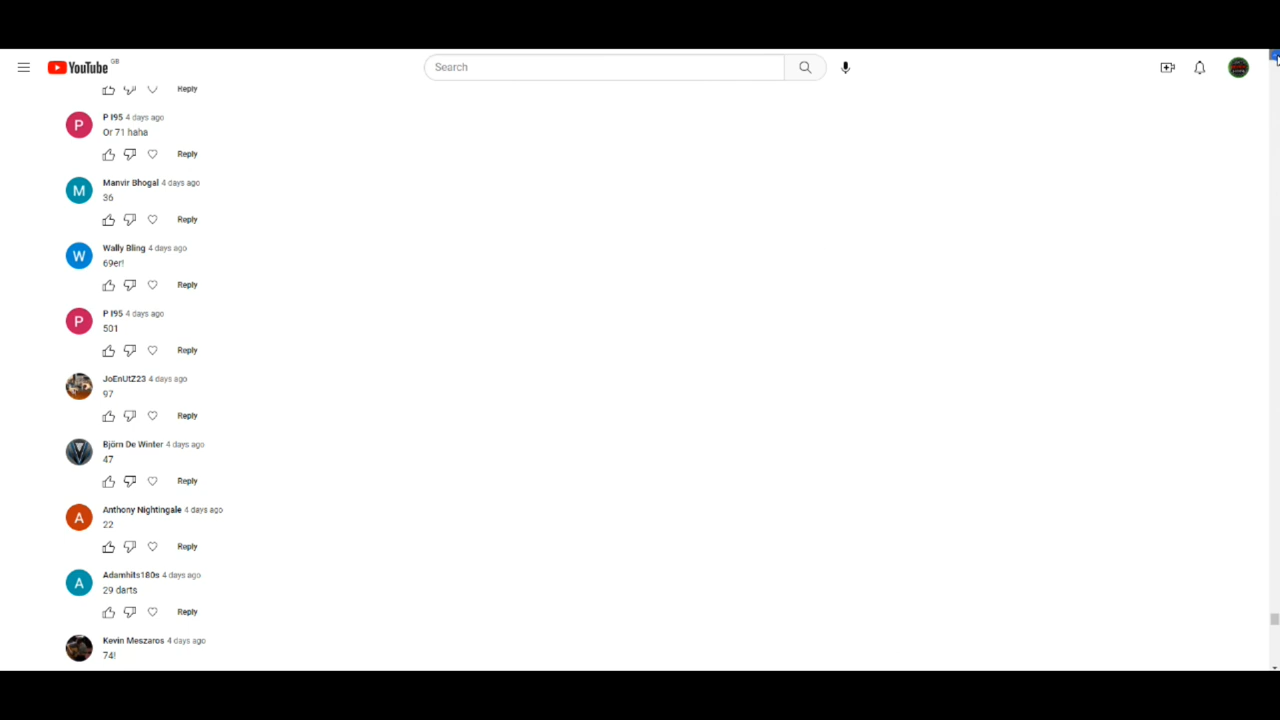 YouTube GB
Search
Reply
P
P I95 4 days ago
Or 71 haha
Reply
M
Manvir Bhogal 4 days ago
36
Reply
W
Wally Bling 4 days ago
69er!
Reply
P
P I95 4 days ago
501
Reply
JoEnUtZ23 4 days ago
97
Reply
Björn De Winter 4 days ago
47
Reply
A
Anthony Nightingale 4 days ago
22
Reply
A
Adamhits180s 4 days ago
29 darts
Reply
Kevin Meszaros 4 days ago
74!